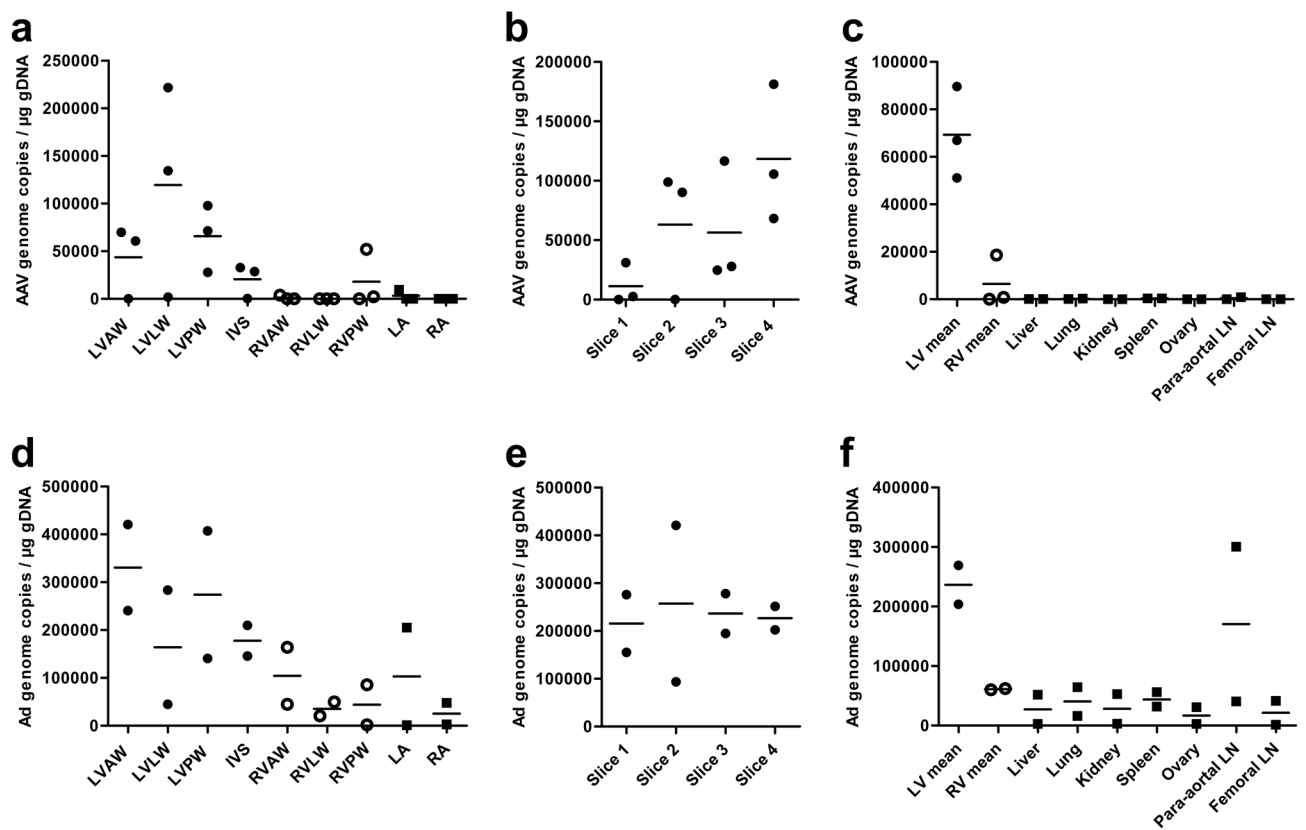 a
AAV genome copies / µg gDNA
250000
200000
150000
100000
50000
0
LVAW
LVLW
LVPW
IVS
RVAW
RVLW
RVPW
LA
RA
b
AAV genome copies / µg gDNA
200000
150000
100000
50000
0
Slice 1
Slice 2
Slice 3
Slice 4
c
AAV genome copies / µg gDNA
100000
80000
60000
40000
20000
0
LV mean
RV mean
Liver
Lung
Kidney
Spleen
Ovary
Para-aortal LN
Femoral LN
d
Ad genome copies / µg gDNA
500000
400000
300000
200000
100000
0
LVAW
LVLW
LVPW
IVS
RVAW
RVLW
RVPW
LA
RA
e
Ad genome copies / µg gDNA
500000
400000
300000
200000
100000
0
Slice 1
Slice 2
Slice 3
Slice 4
f
Ad genome copies / µg gDNA
400000
300000
200000
100000
0
LV mean
RV mean
Liver
Lung
Kidney
Spleen
Ovary
Para-aortal LN
Femoral LN